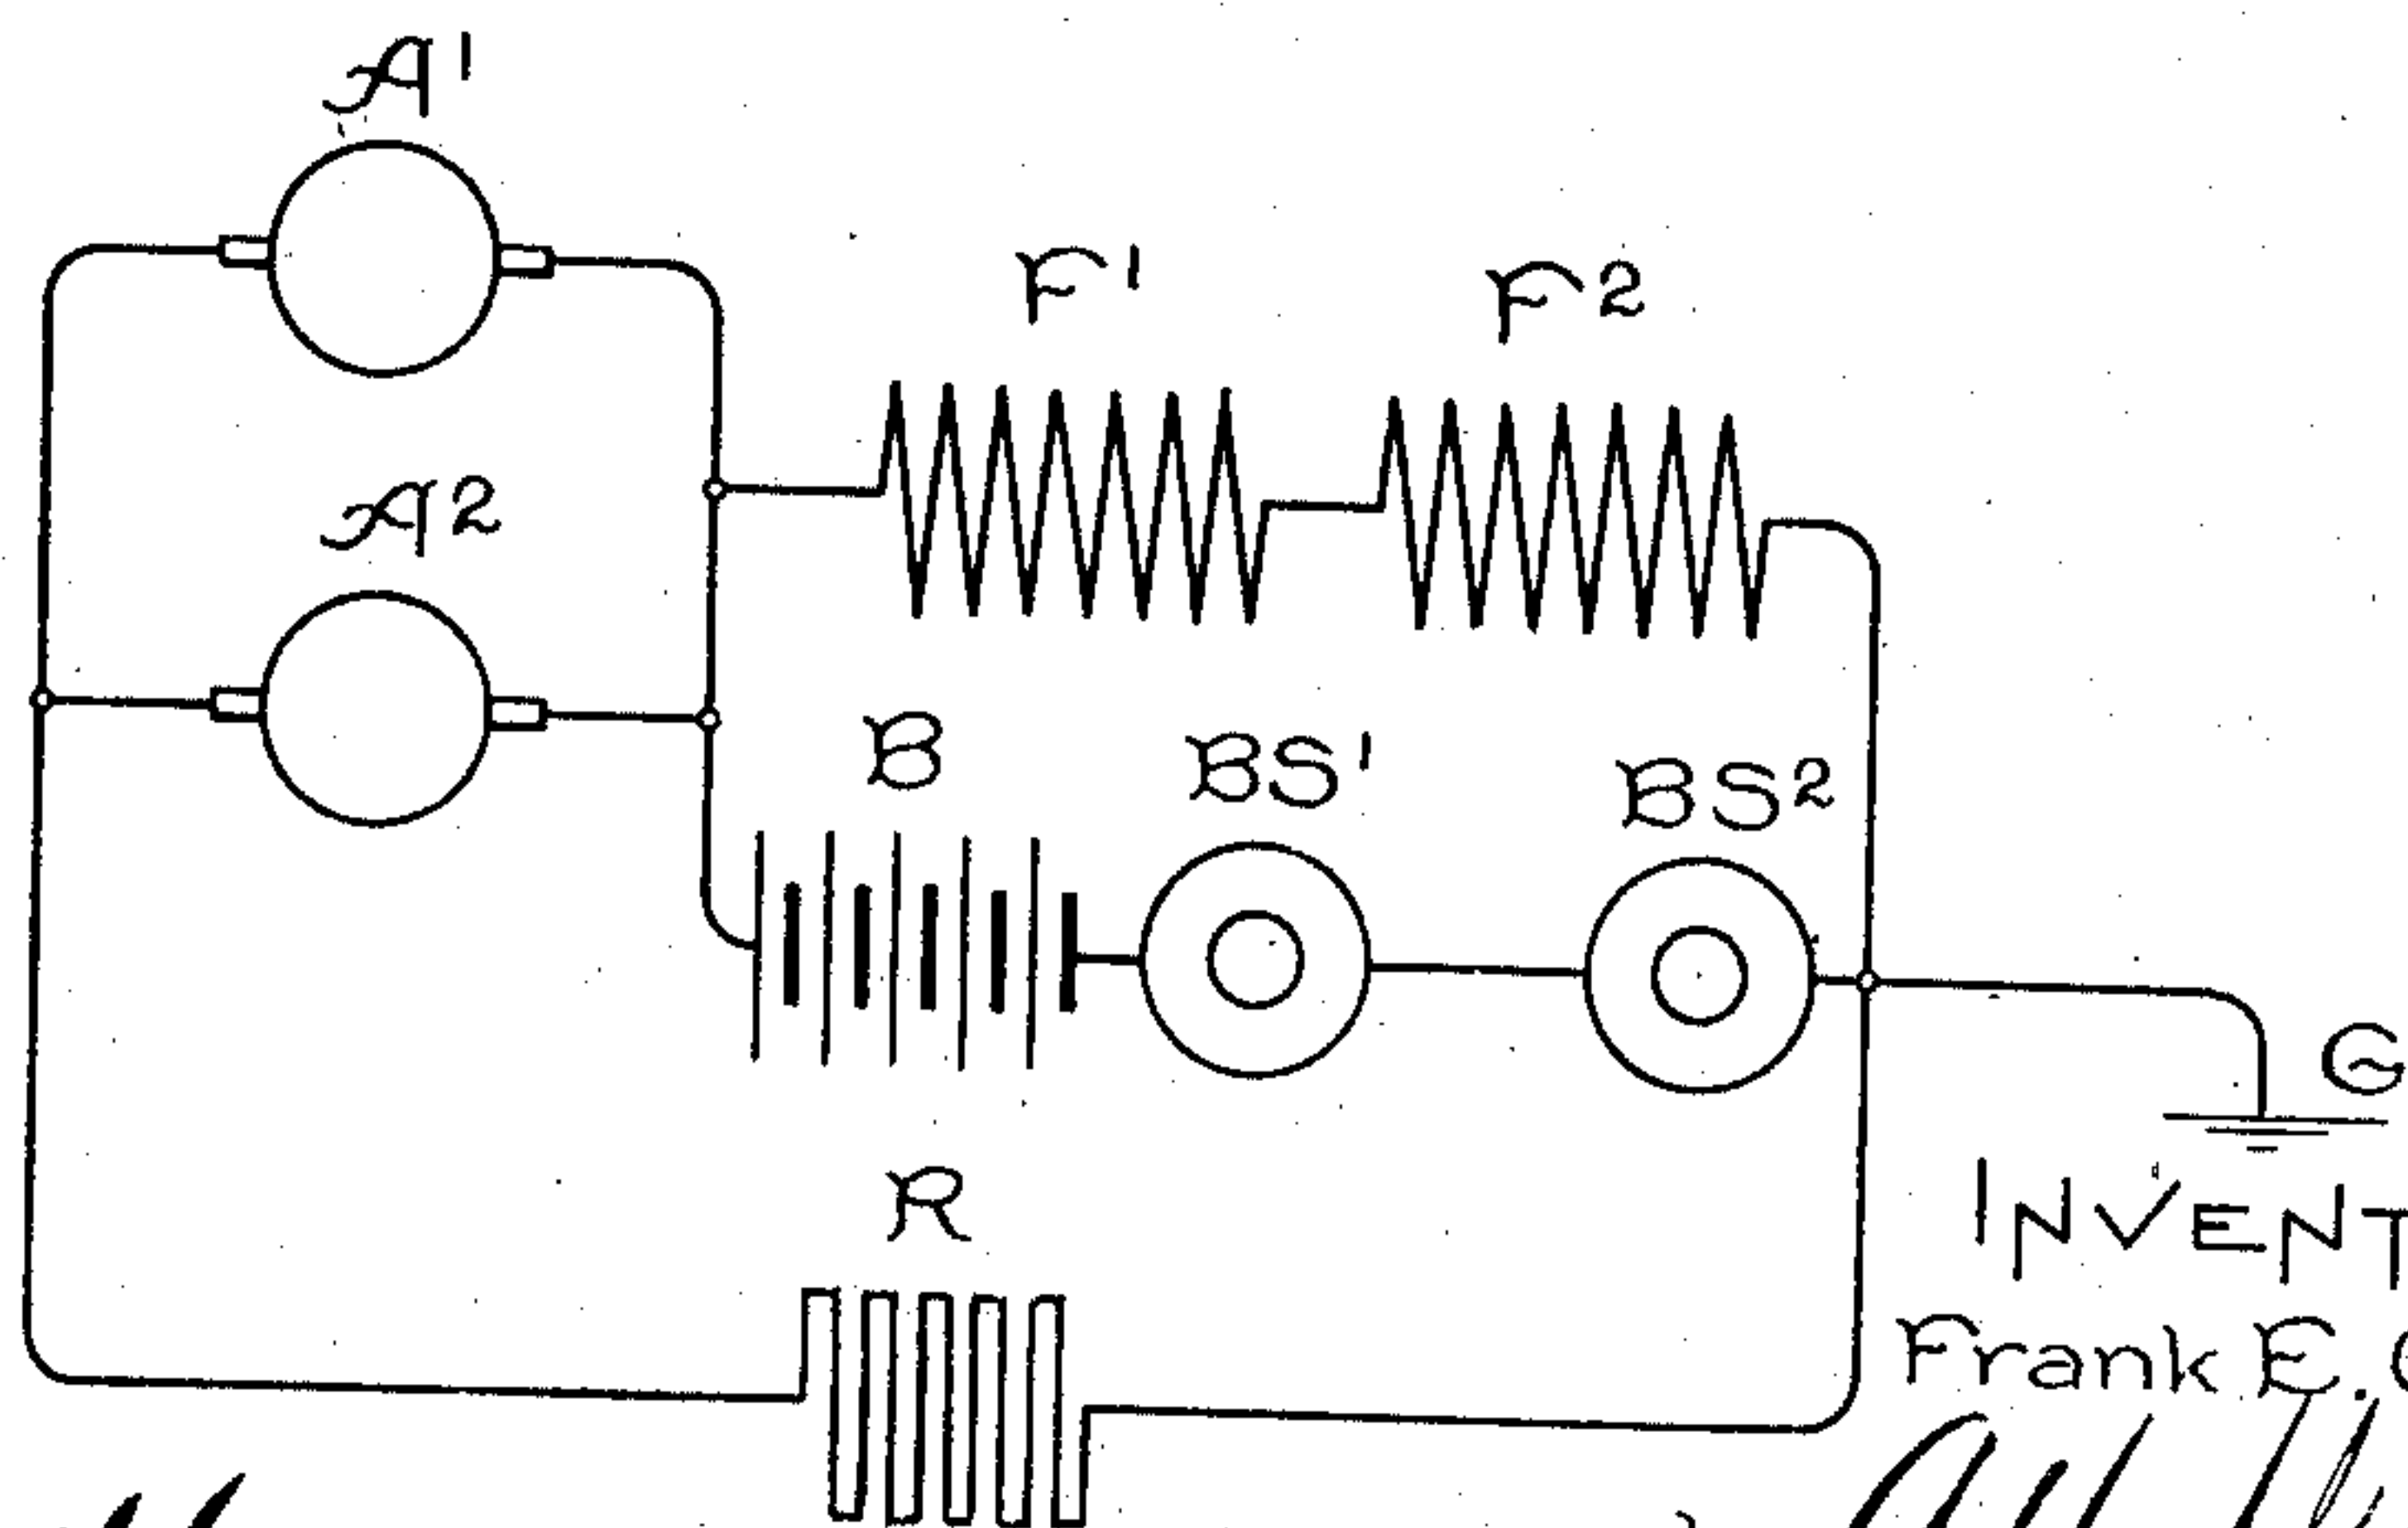 A¹
F¹ F²
A²
B BS¹ BS²
G
R
INVENT
Frank E.